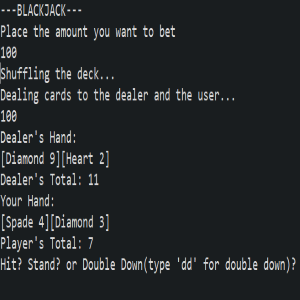 ---BLACKJACK---
Place the amount you want to bet
100
Shuffling the deck...
Dealing cards to the dealer and the user...
100
Dealer's Hand:
[Diamond 9][Heart 2]
Dealer's Total: 11
Your Hand:
[Spade 4][Diamond 3]
Player's Total: 7
Hit? Stand? or Double Down(type 'dd' for double down)?